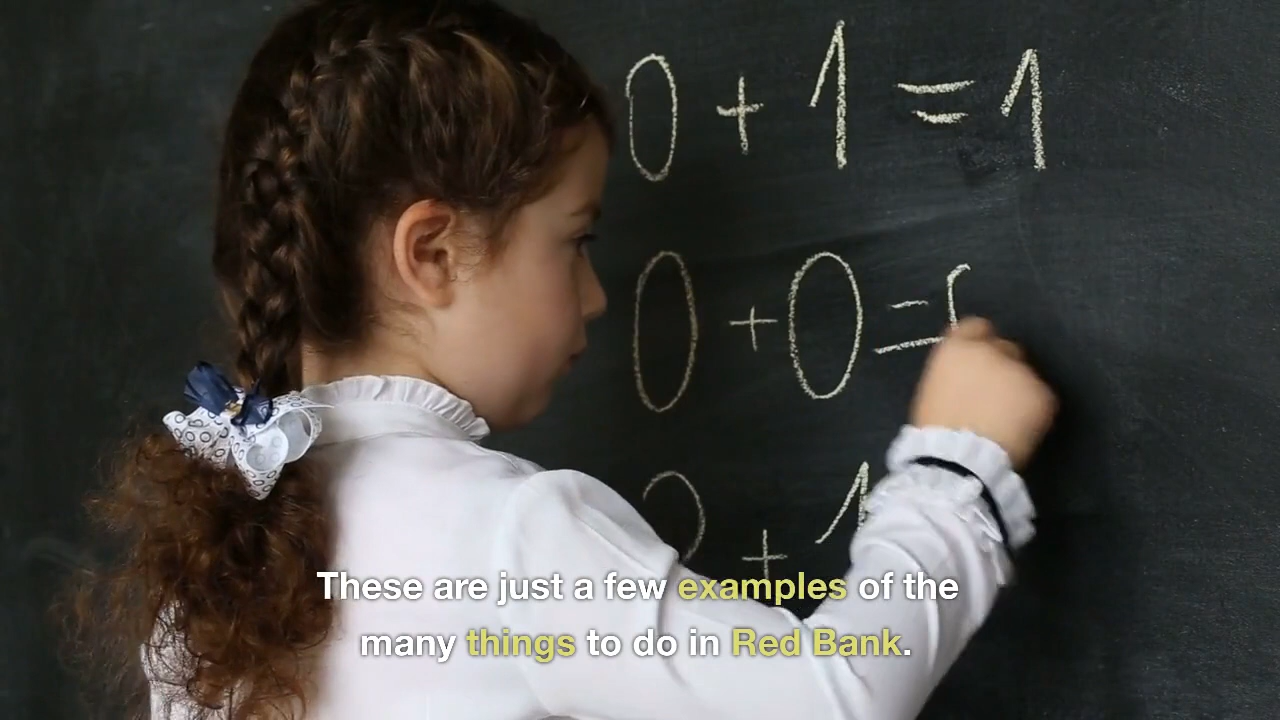 0 + 1 = 1
0 + 0 =
2 + 1
These are just a few examples of the
many things to do in Red Bank.